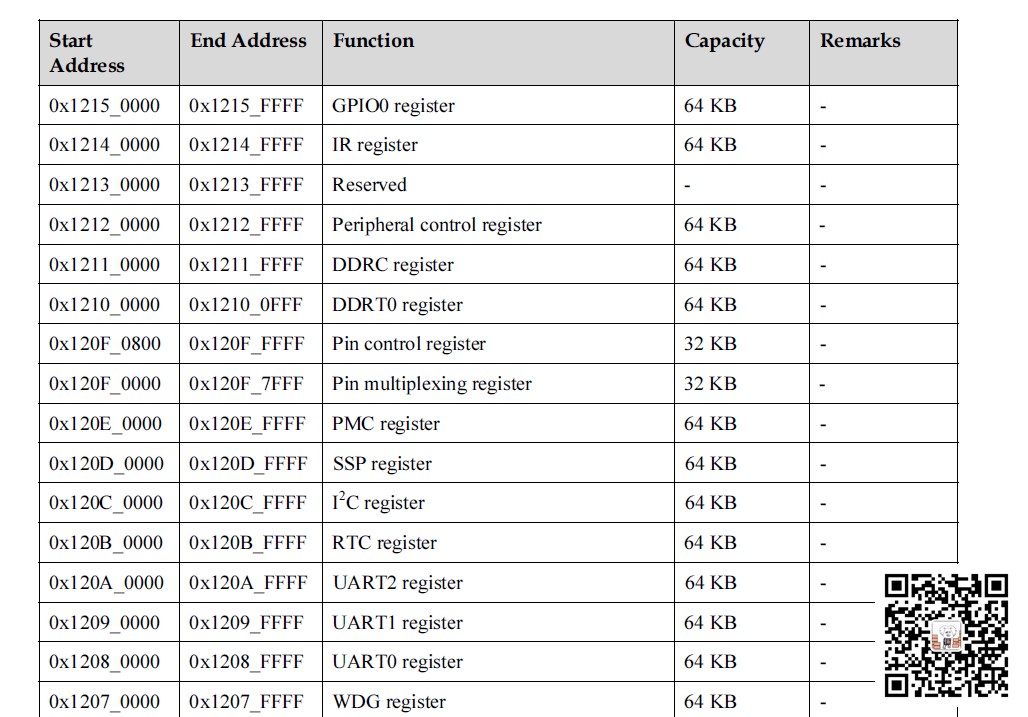 Start Address End Address Function Capacity Remarks
0x1215_0000 0x1215_FFFF GPIO0 register 64 KB -
0x1214_0000 0x1214_FFFF IR register 64 KB -
0x1213_0000 0x1213_FFFF Reserved - -
0x1212_0000 0x1212_FFFF Peripheral control register 64 KB -
0x1211_0000 0x1211_FFFF DDRC register 64 KB -
0x1210_0000 0x1210_0FFF DDRT0 register 64 KB -
0x120F_0800 0x120F_FFFF Pin control register 32 KB -
0x120F_0000 0x120F_7FFF Pin multiplexing register 32 KB -
0x120E_0000 0x120E_FFFF PMC register 64 KB -
0x120D_0000 0x120D_FFFF SSP register 64 KB -
0x120C_0000 0x120C_FFFF I²C register 64 KB -
0x120B_0000 0x120B_FFFF RTC register 64 KB -
0x120A_0000 0x120A_FFFF UART2 register 64 KB -
0x1209_0000 0x1209_FFFF UART1 register 64 KB -
0x1208_0000 0x1208_FFFF UART0 register 64 KB -
0x1207_0000 0x1207_FFFF WDG register 64 KB -